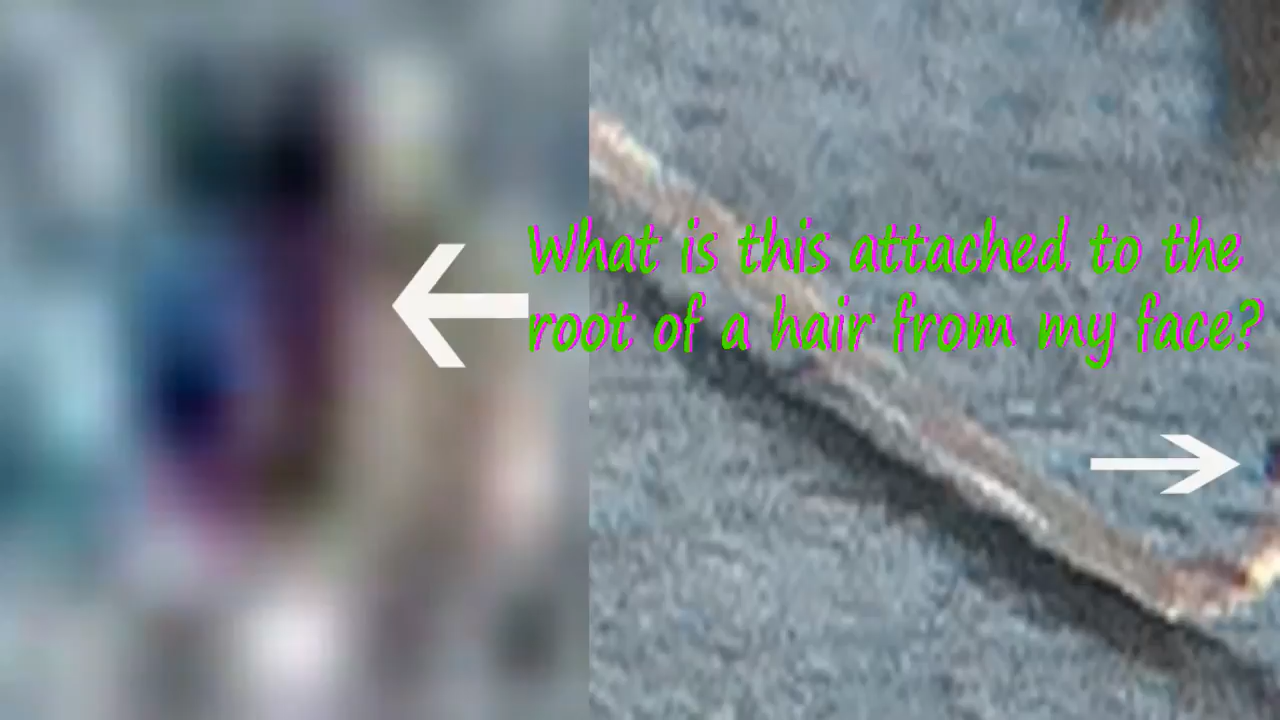 What is this attached to the
root of a hair from my face?